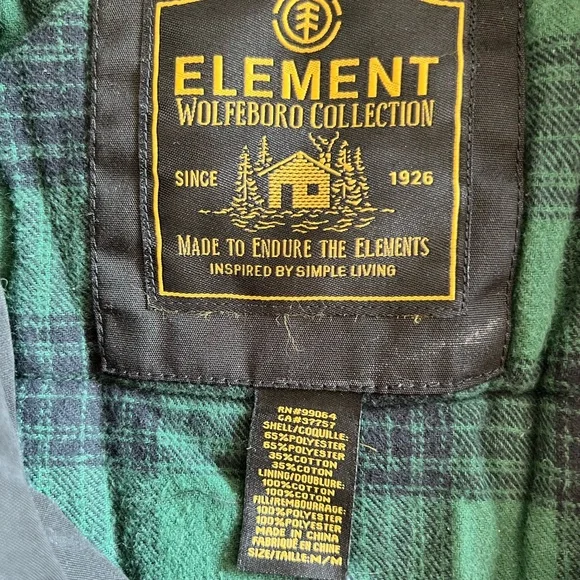 ELEMENT
WOLFEBORO COLLECTION
SINCE 1926
MADE TO ENDURE THE ELEMENTS
INSPIRED BY SIMPLE LIVING
RN#99064
CA#37757
SHELL/COQUILLE:
65%POLYESTER
65%POLYESTER
35%COTTON
35%COTON
LINING/DOUBLURE:
100%COTTON
100%COTON
FILL/REMBOURRAGE:
100%POLYESTER
100%POLYESTER
MADE IN CHINA
FABRIQUÉ EN CHINE
SIZE/TAILLE:M/M